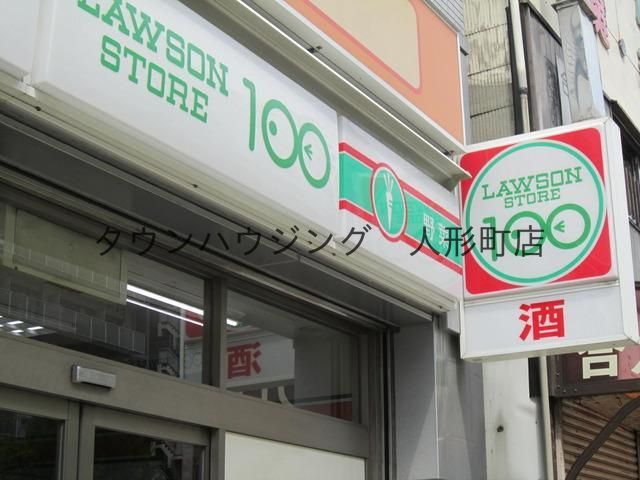 LAWSON
STORE 100
LAWSON
STORE
100
酒
タウンハウジング 人形町店
酒